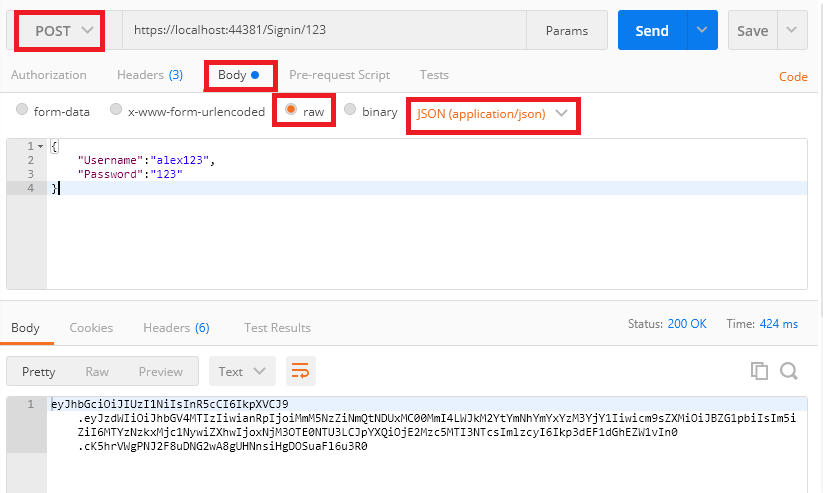 POST https://localhost:44381/Signin/123 Params Send Save
Authorization Headers (3) Body Pre-request Script Tests Code
form-data x-www-form-urlencoded raw binary JSON (application/json)
1 {
2 "Username":"alex123",
3 "Password":"123"
4 }
Body Cookies Headers (6) Test Results Status: 200 OK Time: 424 ms
Pretty Raw Preview Text
1 eyJhbGciOiJIUzI1NiIsInR5cCI6IkpXVCJ9
.eyJzdWIiOiJhbGV4MTIzIiwianRpIjoiMmM5NzZiNmQtNDUxMC00MmI4LWJkM2YtYmNhYmYxYzM3YjY1Iiwicm9sZXMiOiJBZG1pbiIsIm5i
ZiI6MTYzNzkxMjc1NywiZXhwIjoxNjM3OTE0NTU3LCJpYXQiOjE2Mzc5MTI3NTcsImlzcyI6Ikp3dEF1dGhEZW1vIn0
.cK5hrVWgPNJ2F8uDNG2wA8gUHNnsiHgDOSuaFl6u3R0